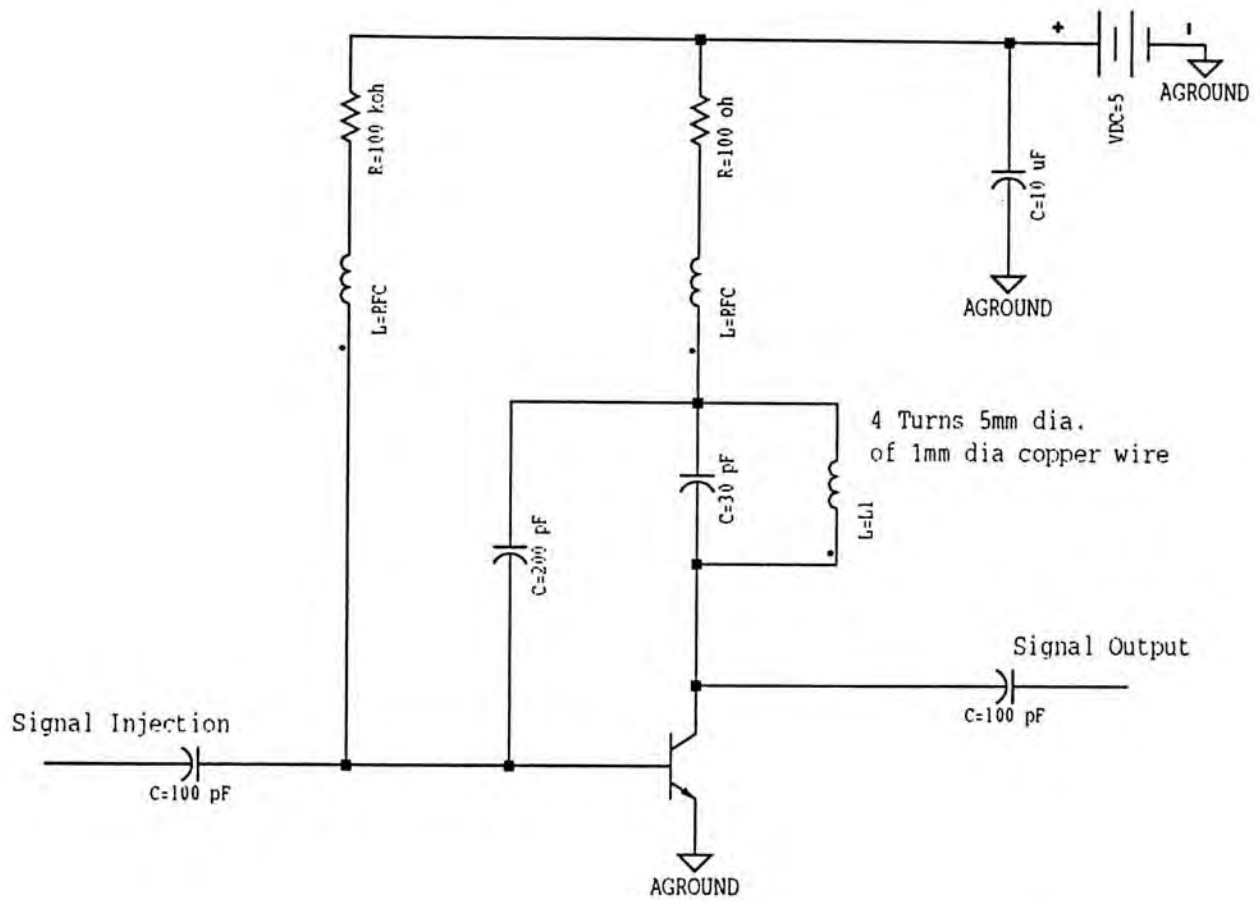 + -
AGROUND
VDC=5
R=100 koh
R=100 oh
C=10 uF
AGROUND
L=RFC
L=RFC
4 Turns 5mm dia.
of 1mm dia copper wire
C=30 pF
L=L1
C=200 pF
Signal Output
C=100 pF
Signal Injection
C=100 pF
AGROUND